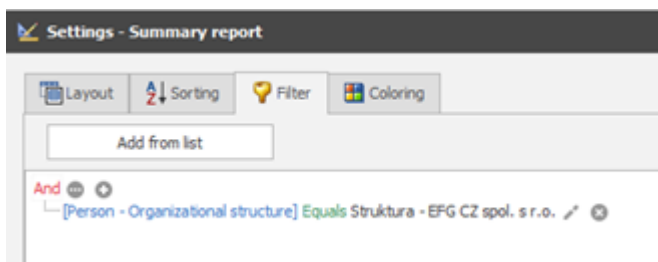 Settings - Summary report
Layout Sorting Filter Coloring
Add from list
And
[Person - Organizational structure] Equals Struktura - EFG CZ spol. s r.o.